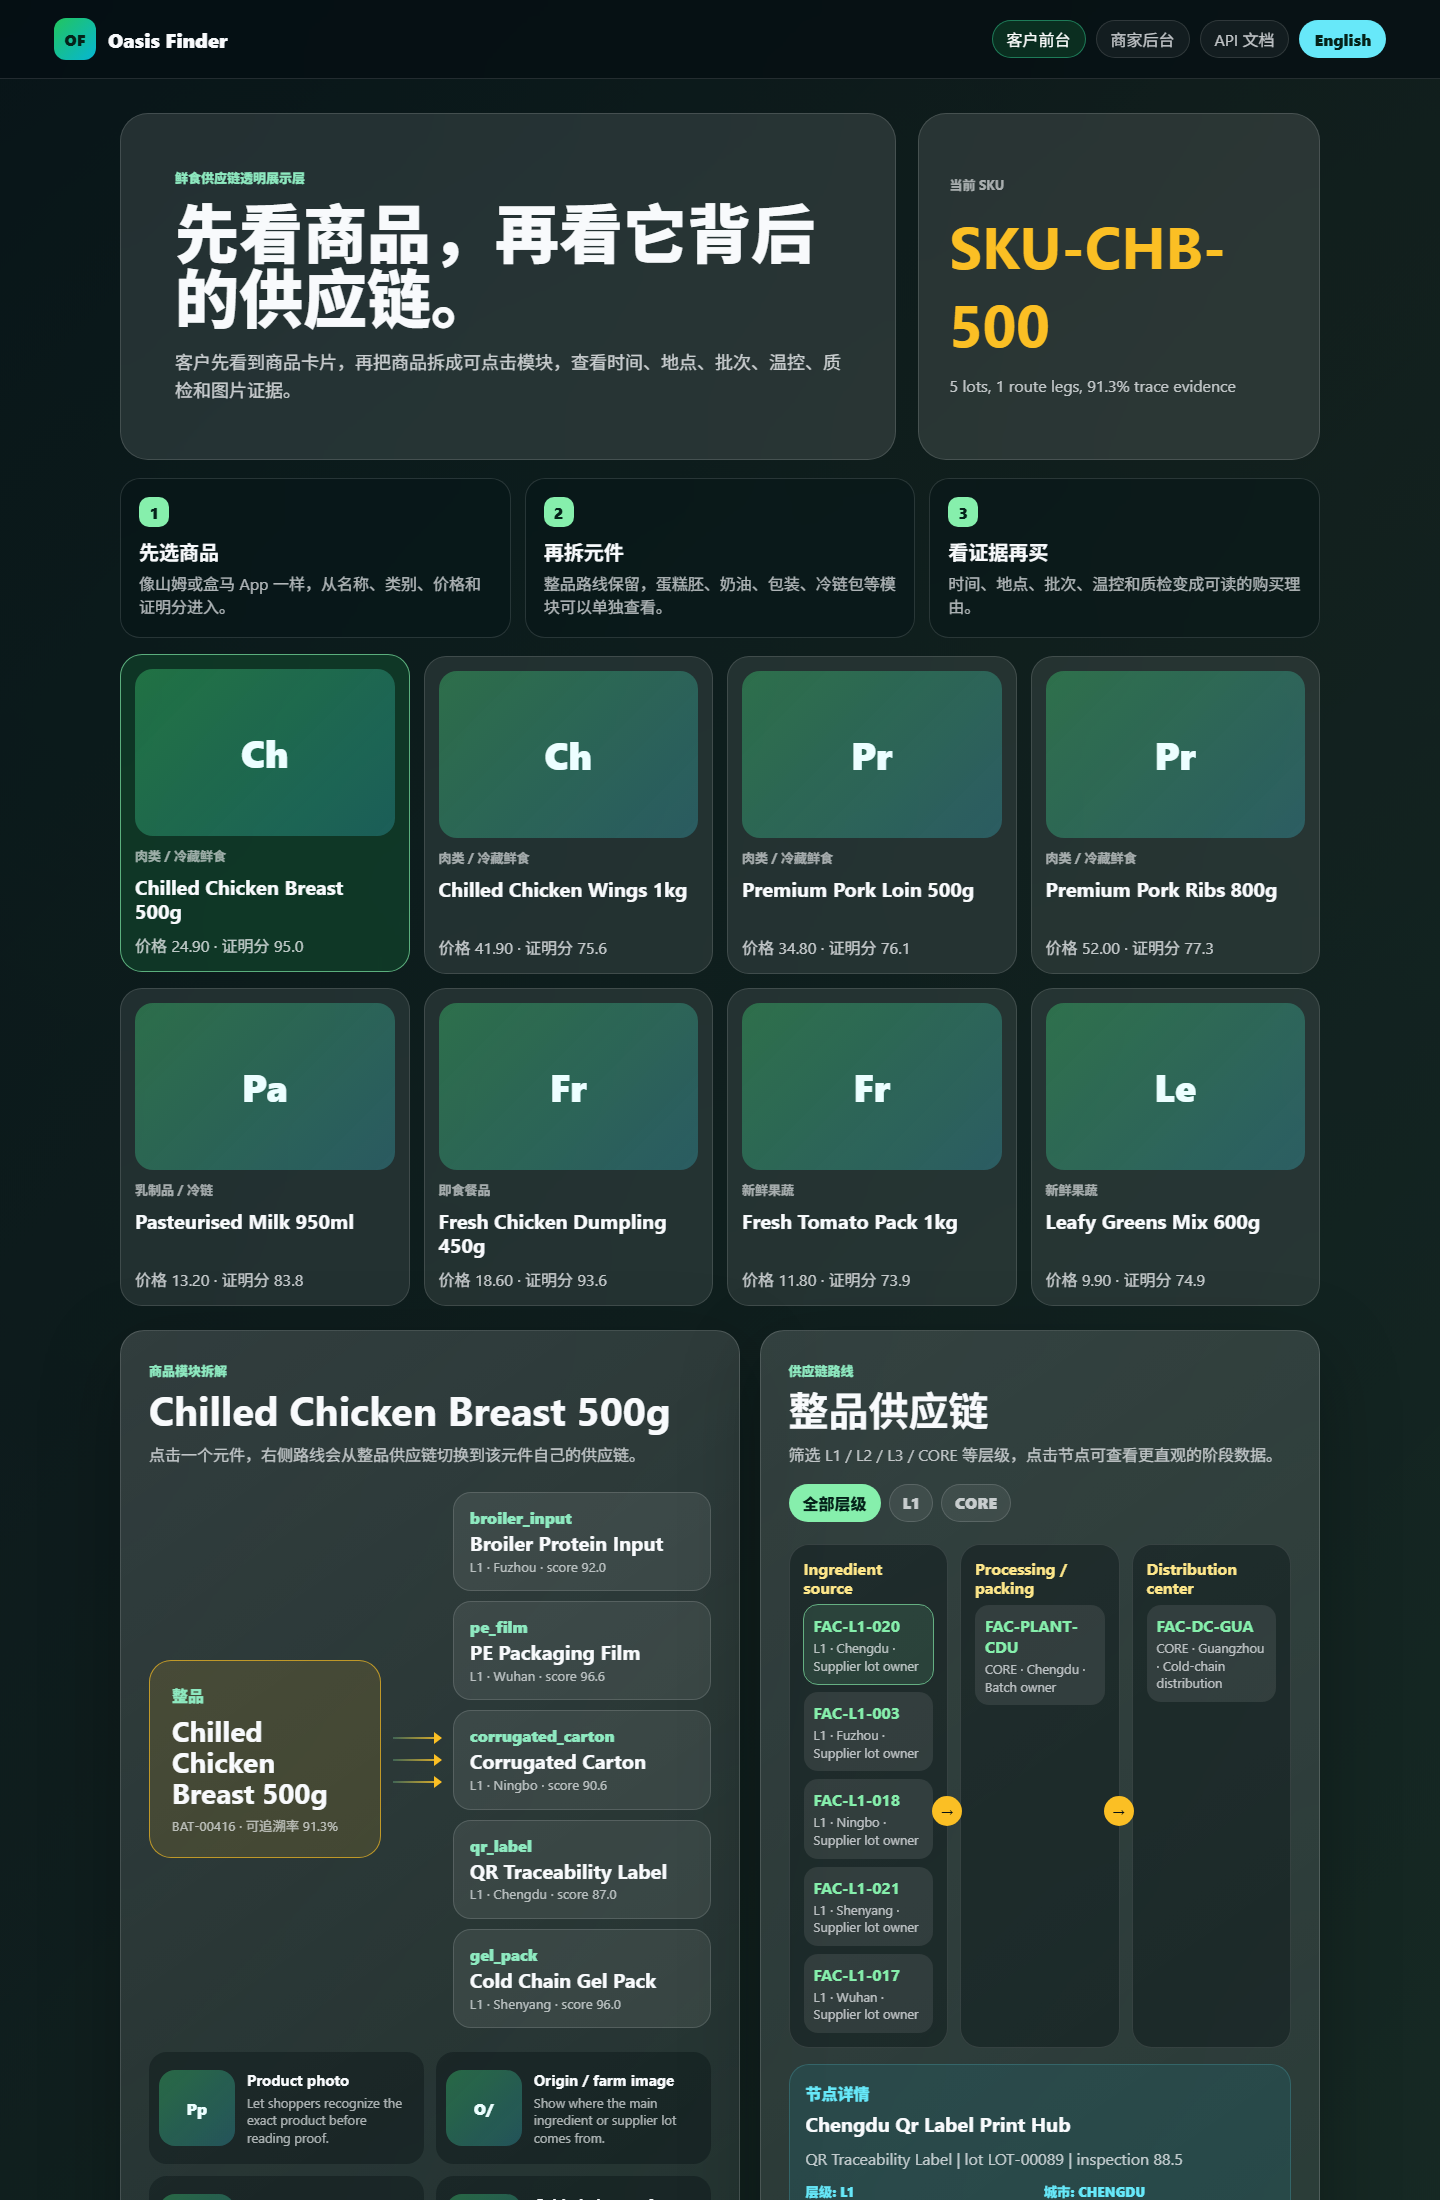 OF
Oasis Finder
客户前台
商家后台
API 文档
English
鲜食供应链透明展示层
先看商品，再看它背后
的供应链。
客户先看到商品卡片，再把商品拆成可点击模块，查看时间、地点、批次、温控、质
检和图片证据。
当前 SKU
SKU-CHB-
500
5 lots, 1 route legs, 91.3% trace evidence
1
先选商品
像山姆或盒马 App 一样，从名称、类别、价格和
证明分进入。
2
再拆元件
整品路线保留，蛋糕胚、奶油、包装、冷链包等模
块可以单独查看。
3
看证据再买
时间、地点、批次、温控和质检变成可读的购买理
由。
Ch
肉类 / 冷藏鲜食
Chilled Chicken Breast
500g
价格 24.90 · 证明分 95.0
Ch
肉类 / 冷藏鲜食
Chilled Chicken Wings 1kg
价格 41.90 · 证明分 75.6
Pr
肉类 / 冷藏鲜食
Premium Pork Loin 500g
价格 34.80 · 证明分 76.1
Pr
肉类 / 冷藏鲜食
Premium Pork Ribs 800g
价格 52.00 · 证明分 77.3
Pa
乳制品 / 冷链
Pasteurised Milk 950ml
价格 13.20 · 证明分 83.8
Fr
即食餐品
Fresh Chicken Dumpling
450g
价格 18.60 · 证明分 93.6
Fr
新鲜果蔬
Fresh Tomato Pack 1kg
价格 11.80 · 证明分 73.9
Le
新鲜果蔬
Leafy Greens Mix 600g
价格 9.90 · 证明分 74.9
商品模块拆解
Chilled Chicken Breast 500g
点击一个元件，右侧路线会从整品供应链切换到该元件自己的供应链。
整品
Chilled
Chicken
Breast 500g
BAT-00416 · 可追溯率 91.3%
broiler_input
Broiler Protein Input
L1 · Fuzhou · score 92.0
pe_film
PE Packaging Film
L1 · Wuhan · score 96.6
corrugated_carton
Corrugated Carton
L1 · Ningbo · score 90.6
qr_label
QR Traceability Label
L1 · Chengdu · score 87.0
gel_pack
Cold Chain Gel Pack
L1 · Shenyang · score 96.0
Pp
Product photo
Let shoppers recognize the
exact product before
reading proof.
O/
Origin / farm image
Show where the main
ingredient or supplier lot
comes from.
供应链路线
整品供应链
筛选 L1 / L2 / L3 / CORE 等层级，点击节点可查看更直观的阶段数据。
全部层级
L1
CORE
Ingredient
source
FAC-L1-020
L1 · Chengdu ·
Supplier lot owner
FAC-L1-003
L1 · Fuzhou ·
Supplier lot owner
FAC-L1-018
L1 · Ningbo ·
Supplier lot owner
FAC-L1-021
L1 · Shenyang ·
Supplier lot owner
FAC-L1-017
L1 · Wuhan ·
Supplier lot owner
→
Processing /
packing
FAC-PLANT-
CDU
CORE · Chengdu ·
Batch owner
→
Distribution
center
FAC-DC-GUA
CORE · Guangzhou
· Cold-chain
distribution
节点详情
Chengdu Qr Label Print Hub
QR Traceability Label | lot LOT-00089 | inspection 88.5
层级: L1
城市: CHENGDU